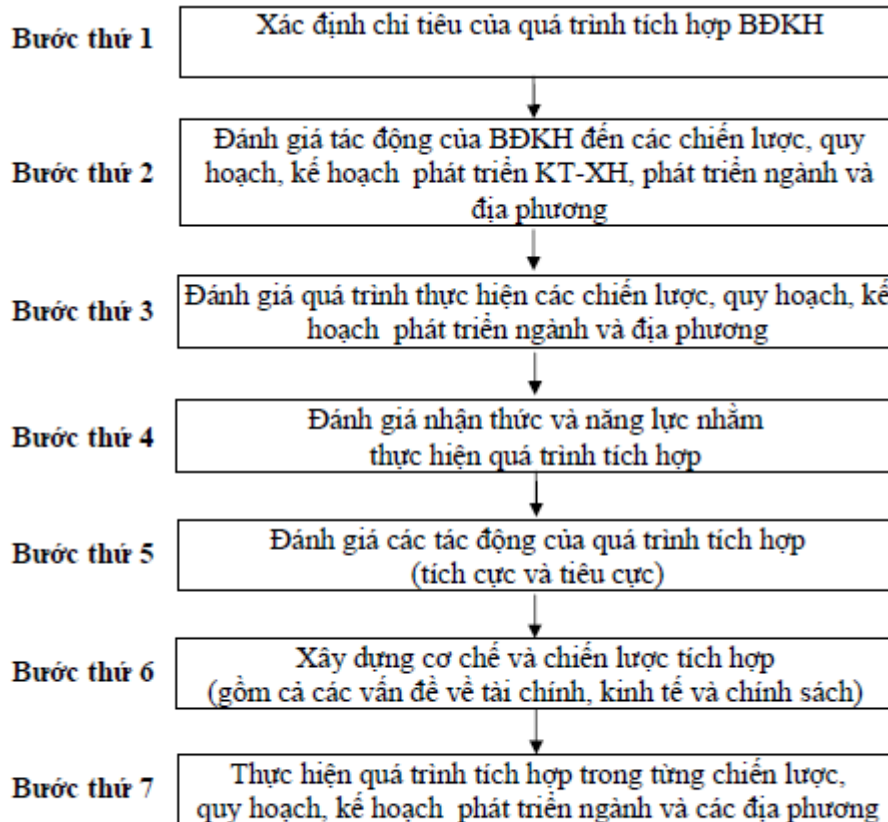 Bước thứ 1
Xác định chi tiêu của quá trình tích hợp BĐKH
Bước thứ 2
Đánh giá tác động của BĐKH đến các chiến lược, quy
hoạch, kế hoạch phát triển KT-XH, phát triển ngành và
địa phương
Bước thứ 3
Đánh giá quá trình thực hiện các chiến lược, quy hoạch, kế
hoạch phát triển ngành và địa phương
Bước thứ 4
Đánh giá nhận thức và năng lực nhằm
thực hiện quá trình tích hợp
Bước thứ 5
Đánh giá các tác động của quá trình tích hợp
(tích cực và tiêu cực)
Bước thứ 6
Xây dựng cơ chế và chiến lược tích hợp
(gồm cả các vấn đề về tài chính, kinh tế và chính sách)
Bước thứ 7
Thực hiện quá trình tích hợp trong từng chiến lược,
quy hoạch, kế hoạch phát triển ngành và các địa phương